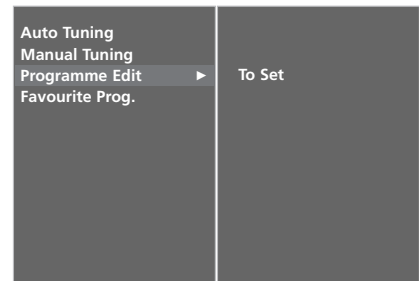 Auto Tuning
Manual Tuning
Programme Edit ►
Favourite Prog.
To Set